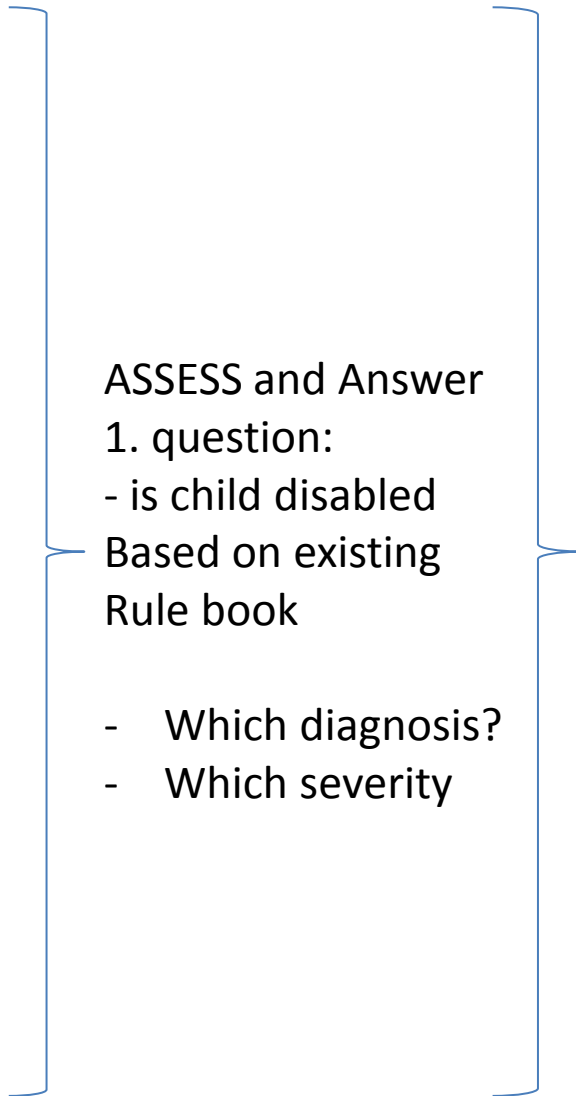 ASSESS and Answer
1. question:
- is child disabled
Based on existing
Rule book
- Which diagnosis?
- Which severity